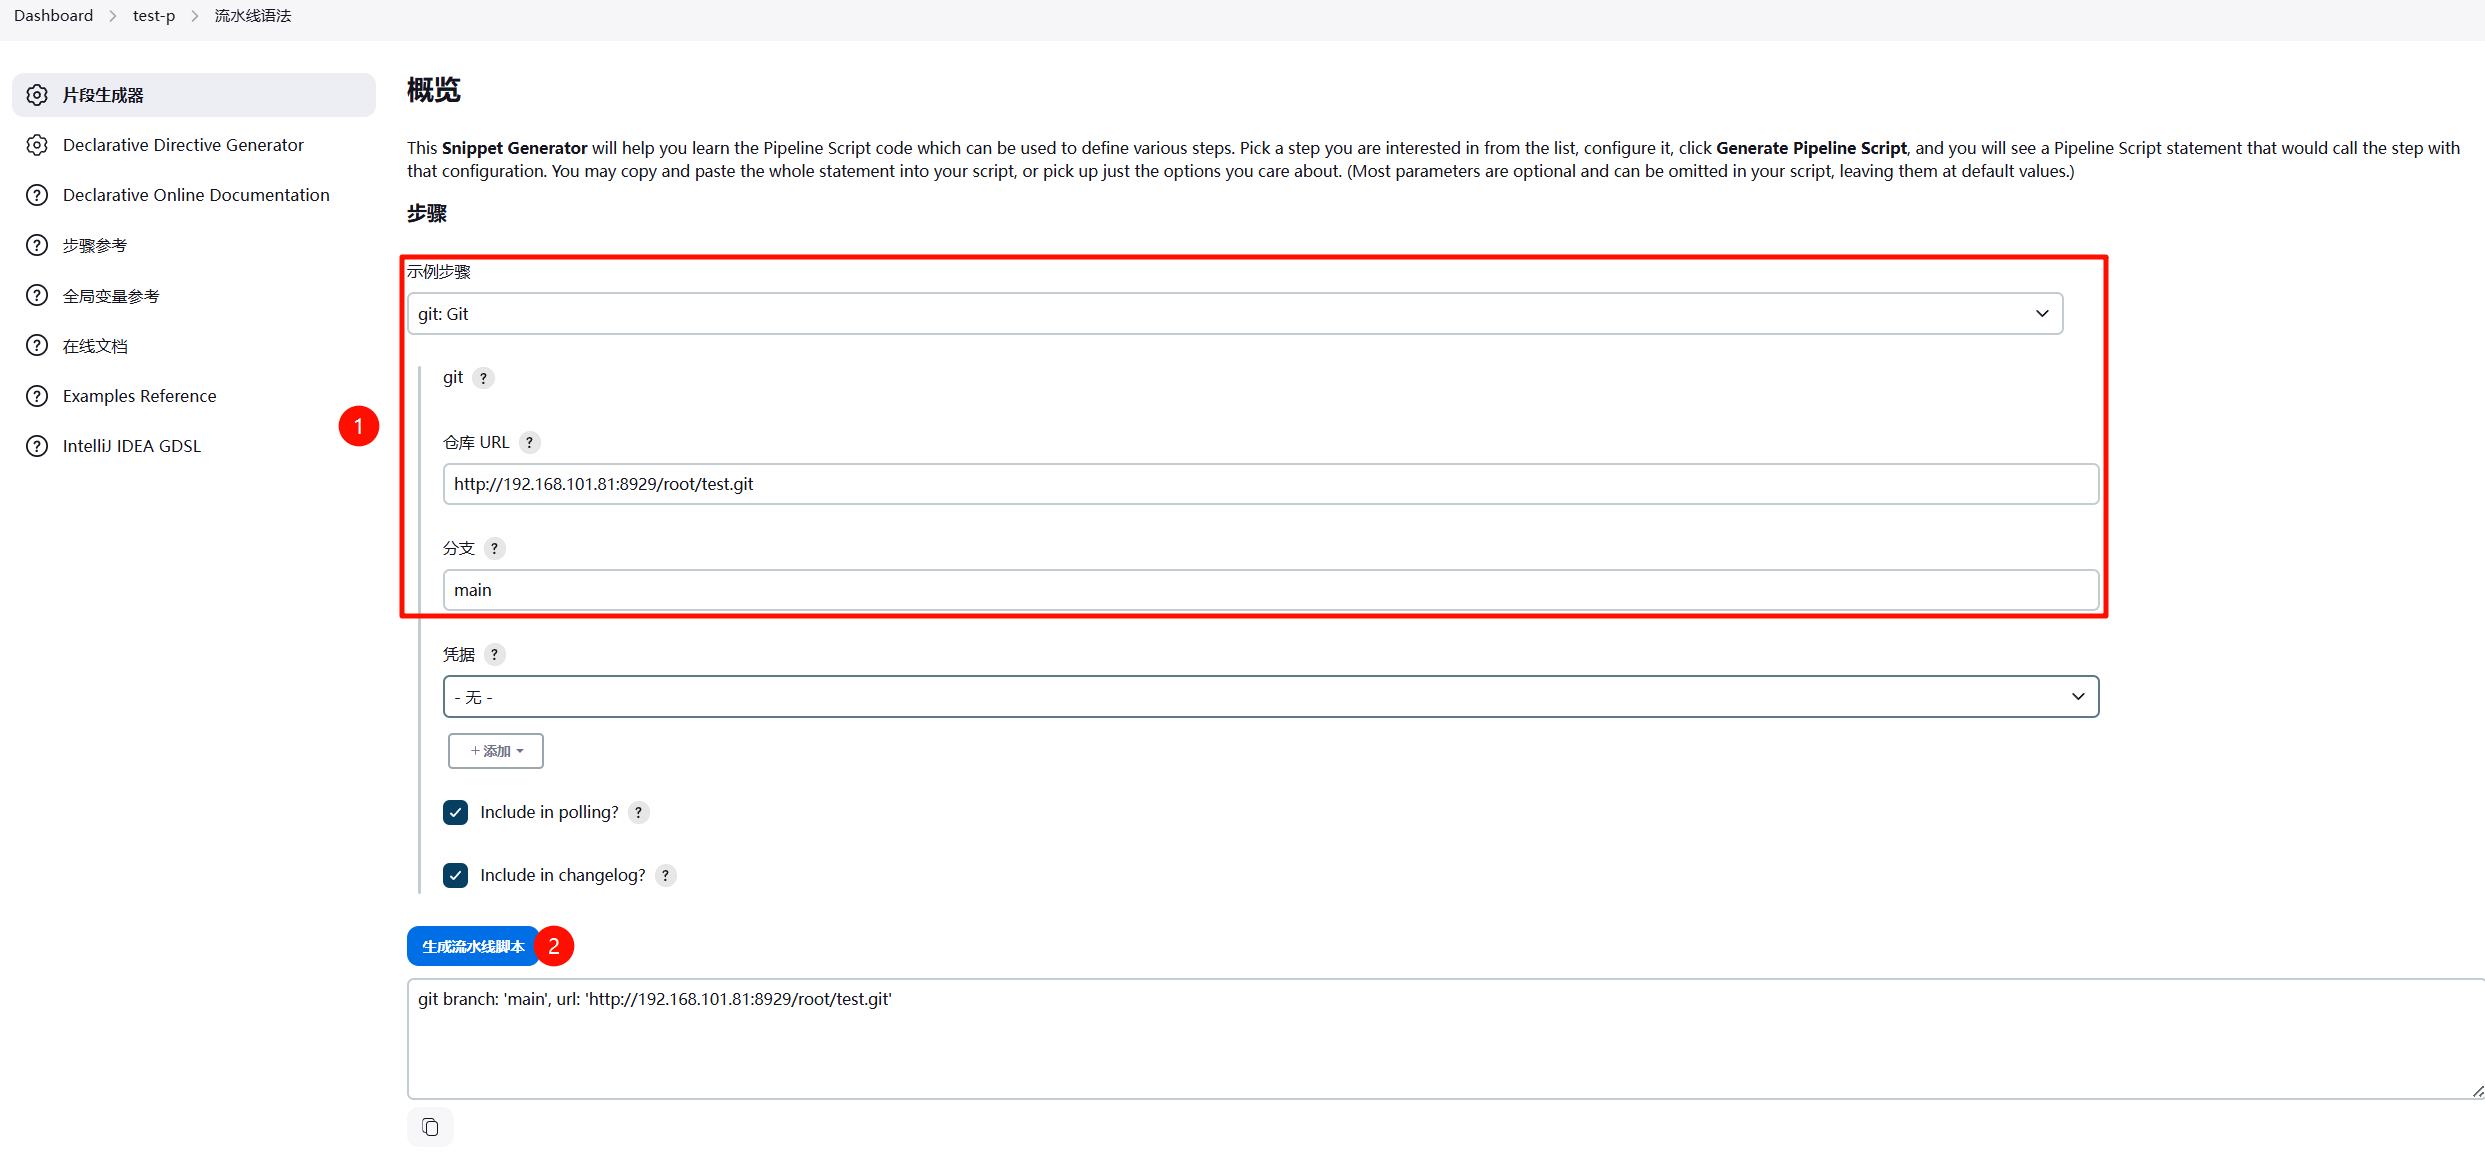 Dashboard > test-p > 流水线语法
片段生成器
Declarative Directive Generator
Declarative Online Documentation
步骤参考
全局变量参考
在线文档
Examples Reference
IntelliJ IDEA GDSL
概览
This Snippet Generator will help you learn the Pipeline Script code which can be used to define various steps. Pick a step you are interested in from the list, configure it, click Generate Pipeline Script, and you will see a Pipeline Script statement that would call the step with
that configuration. You may copy and paste the whole statement into your script, or pick up just the options you care about. (Most parameters are optional and can be omitted in your script, leaving them at default values.)
步骤
示例步骤
git: Git
git ?
1
仓库 URL ?
http://192.168.101.81:8929/root/test.git
分支 ?
main
凭据 ?
- 无 -
+ 添加
Include in polling? ?
Include in changelog? ?
生成流水线脚本 2
git branch: 'main', url: 'http://192.168.101.81:8929/root/test.git'